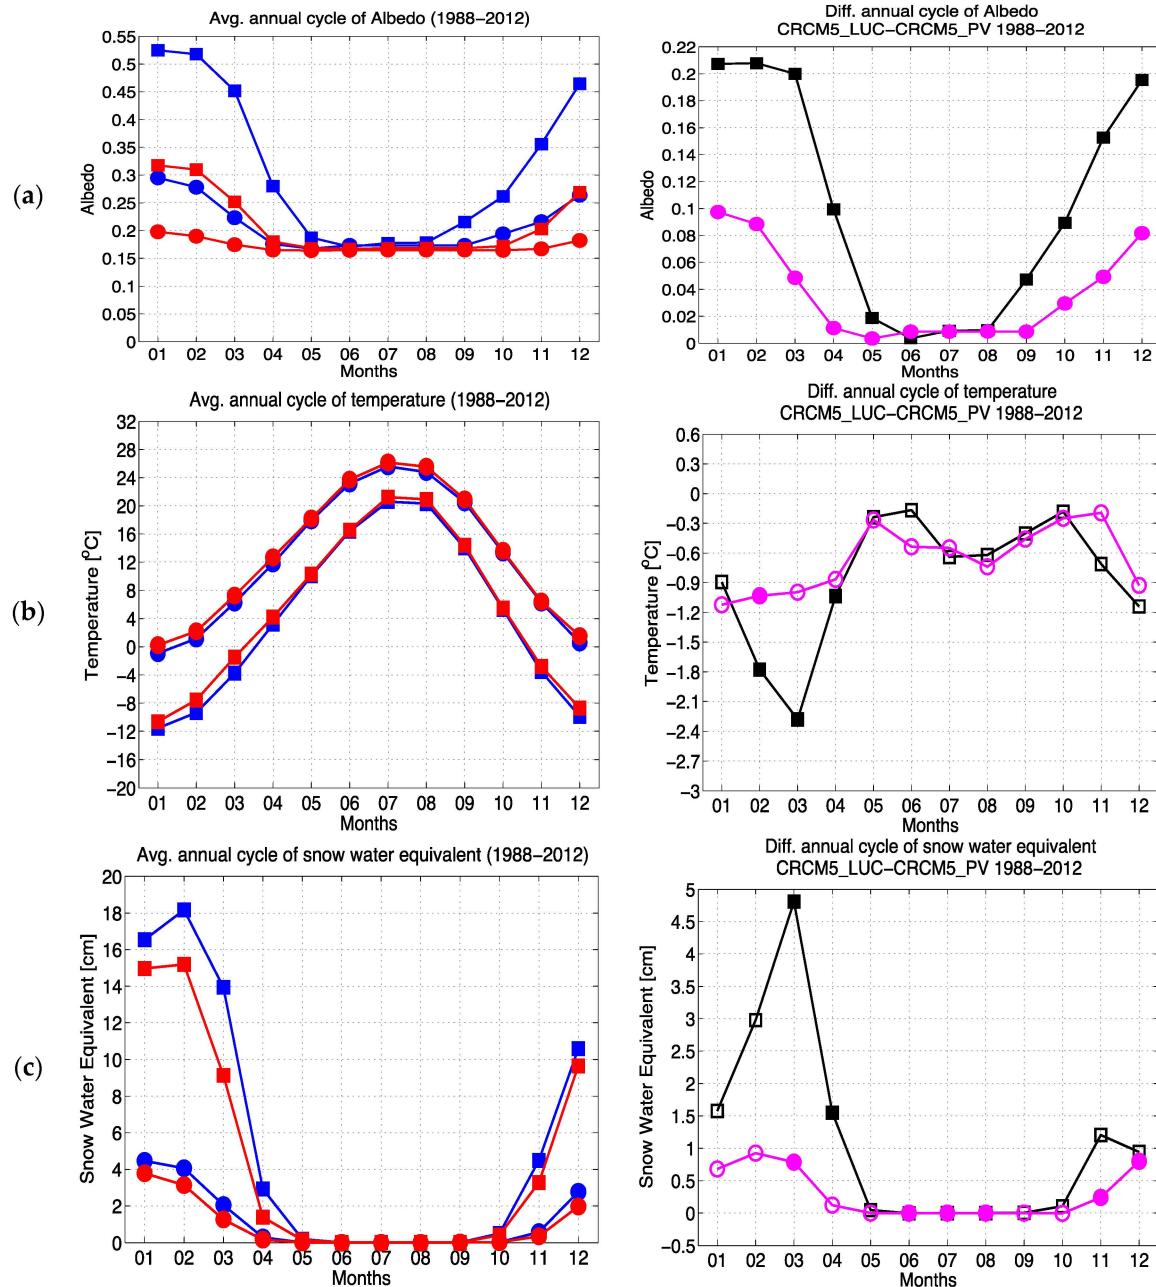 Avg. annual cycle of Albedo (1988−2012)
0.55
0.5
0.45
0.4
0.35
0.3
0.25
0.2
0.15
0.1
0.05
0
Albedo
01 02 03 04 05 06 07 08 09 10 11 12
Months
Diff. annual cycle of Albedo
CRCM5_LUC−CRCM5_PV 1988−2012
0.22
0.2
0.18
0.16
0.14
0.12
0.1
0.08
0.06
0.04
0.02
0
Albedo
01 02 03 04 05 06 07 08 09 10 11 12
Months
(a)
Avg. annual cycle of temperature (1988−2012)
32
28
24
20
16
12
8
4
0
−4
−8
−12
−16
−20
Temperature [°C]
01 02 03 04 05 06 07 08 09 10 11 12
Months
Diff. annual cycle of temperature
CRCM5_LUC−CRCM5_PV 1988−2012
0.6
0.3
0
−0.3
−0.6
−0.9
−1.2
−1.5
−1.8
−2.1
−2.4
−2.7
−3
Temperature [°C]
01 02 03 04 05 06 07 08 09 10 11 12
Months
(b)
Avg. annual cycle of snow water equivalent (1988−2012)
20
18
16
14
12
10
8
6
4
2
0
Snow Water Equivalent [cm]
01 02 03 04 05 06 07 08 09 10 11 12
Months
Diff. annual cycle of snow water equivalent
CRCM5_LUC−CRCM5_PV 1988−2012
5
4.5
4
3.5
3
2.5
2
1.5
1
0.5
0
−0.5
Snow Water Equivalent [cm]
01 02 03 04 05 06 07 08 09 10 11 12
Months
(c)